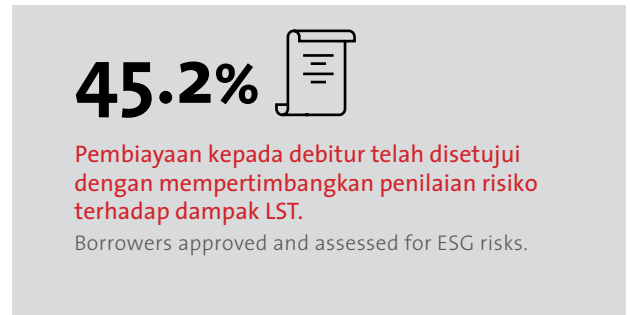 45.2%
Pembiayaan kepada debitur telah disetujui
dengan mempertimbangkan penilaian risiko
terhadap dampak LST.
Borrowers approved and assessed for ESG risks.